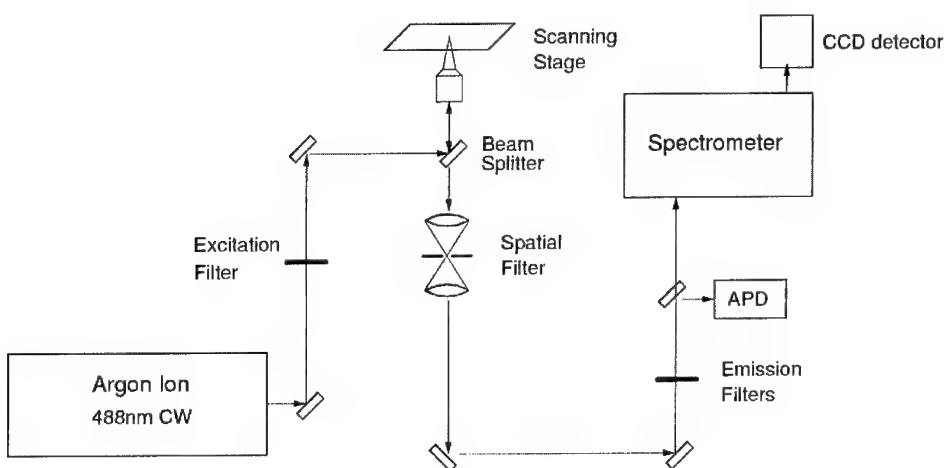 Scanning
Stage
CCD detector
Spectrometer
Beam
Splitter
Excitation
Filter
Spatial
Filter
APD
Emission
Filters
Argon Ion
488nm CW